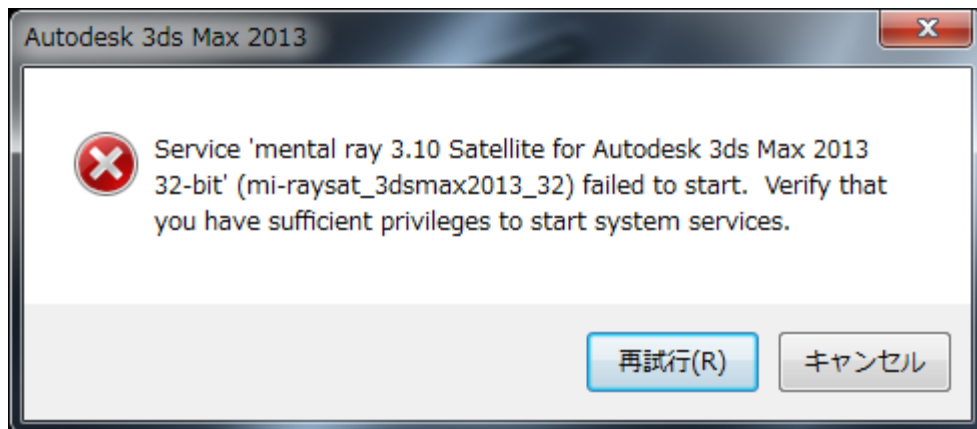 Autodesk 3ds Max 2013
Service 'mental ray 3.10 Satellite for Autodesk 3ds Max 2013
32-bit' (mi-raysat_3dsmax2013_32) failed to start.  Verify that
you have sufficient privileges to start system services.
再試行(R)
キャンセル